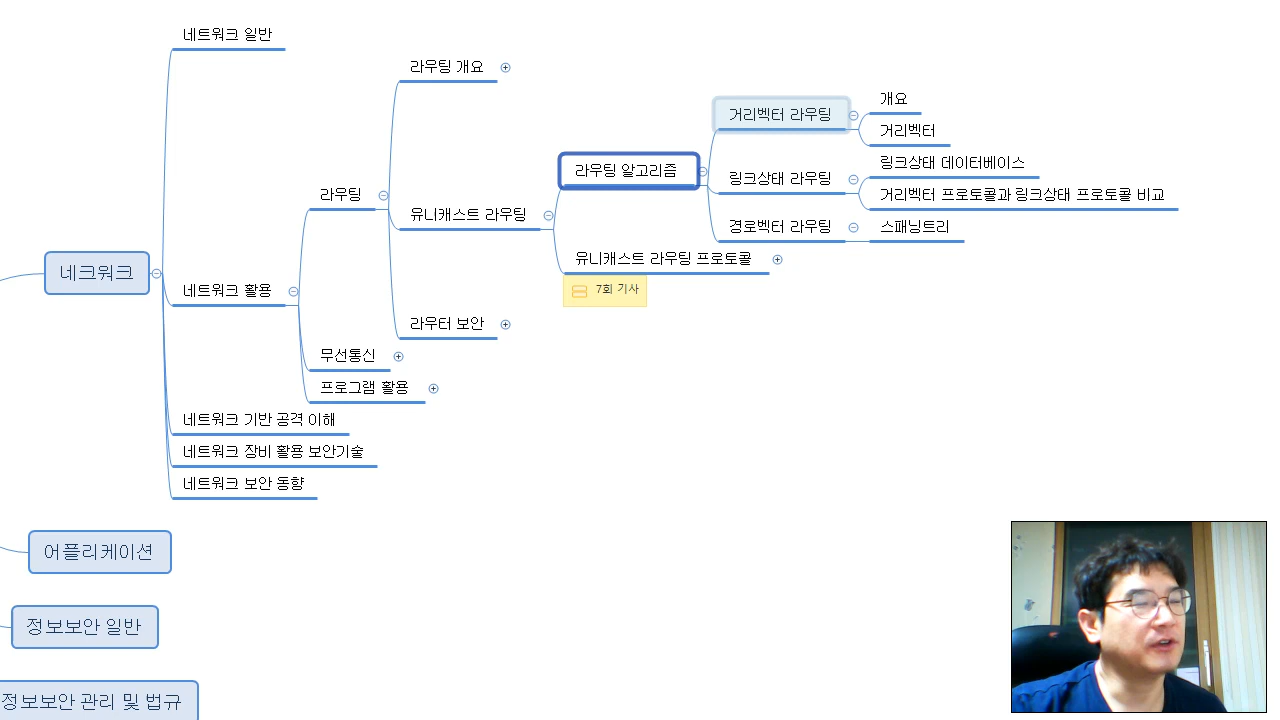 네트워크 일반
라우팅 개요
개요
거리벡터 라우팅
거리벡터
링크상태 데이터베이스
라우팅 알고리즘
링크상태 라우팅
거리벡터 프로토콜과 링크상태 프로토콜 비교
라우팅
유니캐스트 라우팅
경로벡터 라우팅
스패닝트리
유니캐스트 라우팅 프로토콜
네크워크
네트워크 활용
7회 기사
라우터 보안
무선통신
프로그램 활용
네트워크 기반 공격 이해
네트워크 장비 활용 보안기술
네트워크 보안 동향
어플리케이션
정보보안 일반
정보보안 관리 및 법규